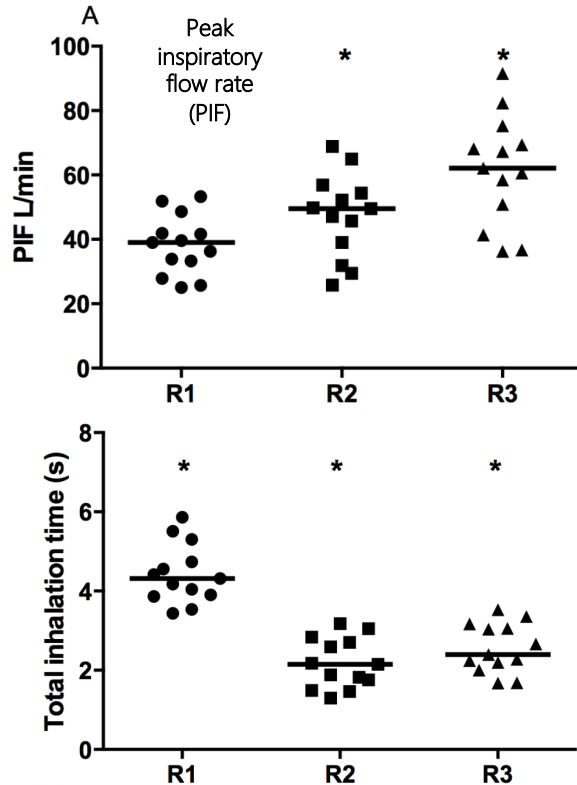 A
Peak
inspiratory
flow rate
(PIF)
* *
100
80
60
40
20
0
PIF L/min
R1 R2 R3
8
6
4
2
0
Total inhalation time (s)
* * *
R1 R2 R3